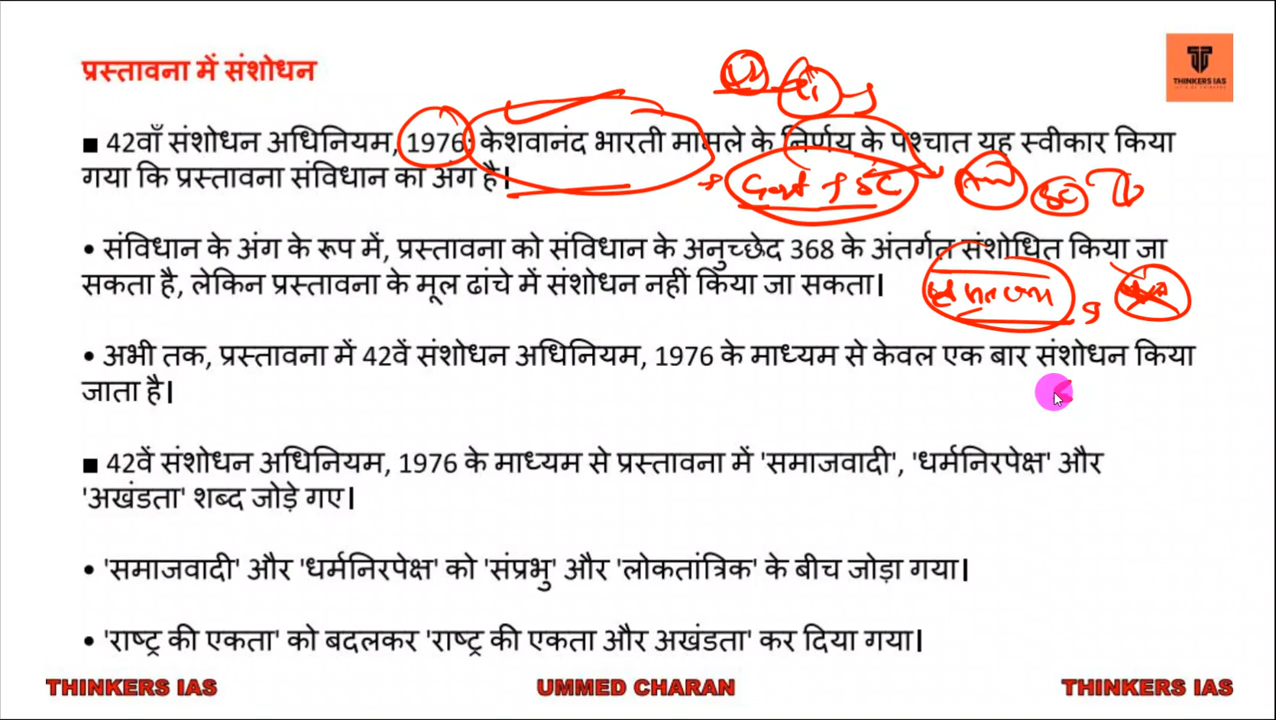 प्रस्तावना में संशोधन
THINKERS IAS
■ 42वाँ संशोधन अधिनियम, 1976: केशवानंद भारती मामले के निर्णय के पश्चात यह स्वीकार किया
गया कि प्रस्तावना संविधान का अंग है।
Govt SC
SC
• संविधान के अंग के रूप में, प्रस्तावना को संविधान के अनुच्छेद 368 के अंतर्गत संशोधित किया जा
सकता है, लेकिन प्रस्तावना के मूल ढांचे में संशोधन नहीं किया जा सकता।
• अभी तक, प्रस्तावना में 42वें संशोधन अधिनियम, 1976 के माध्यम से केवल एक बार संशोधन किया
जाता है।
■ 42वें संशोधन अधिनियम, 1976 के माध्यम से प्रस्तावना में 'समाजवादी', 'धर्मनिरपेक्ष' और
'अखंडता' शब्द जोड़े गए।
• 'समाजवादी' और 'धर्मनिरपेक्ष' को 'संप्रभु' और 'लोकतांत्रिक' के बीच जोड़ा गया।
• 'राष्ट्र की एकता' को बदलकर 'राष्ट्र की एकता और अखंडता' कर दिया गया।
THINKERS IAS UMMED CHARAN THINKERS IAS